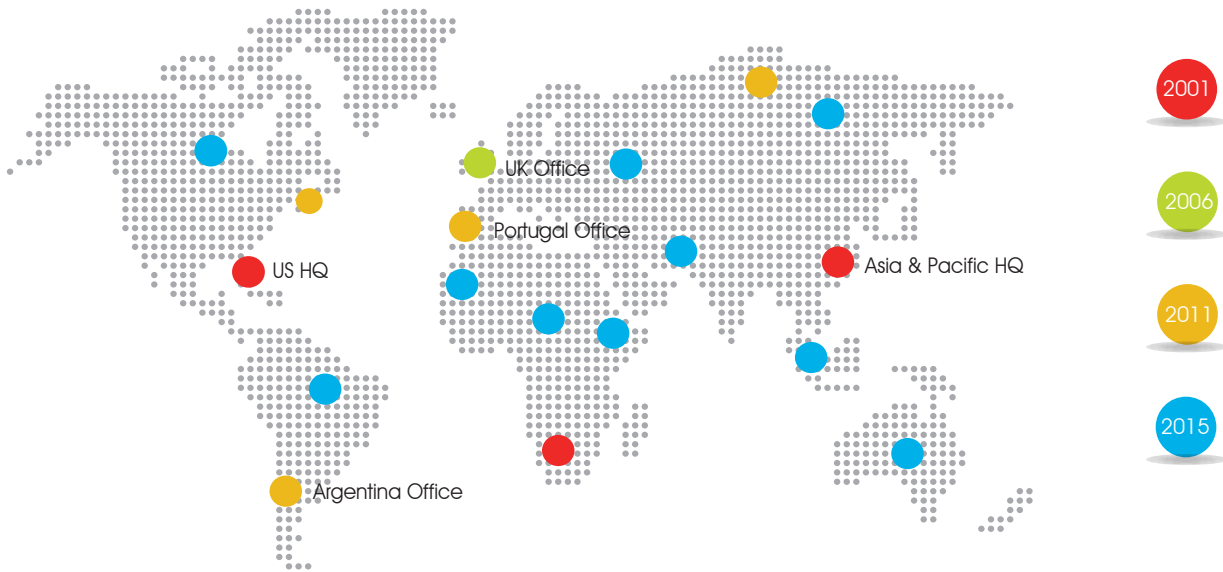 2001
UK Office
2006
Portugal Office
US HQ
Asia & Pacific HQ
2011
2015
Argentina Office